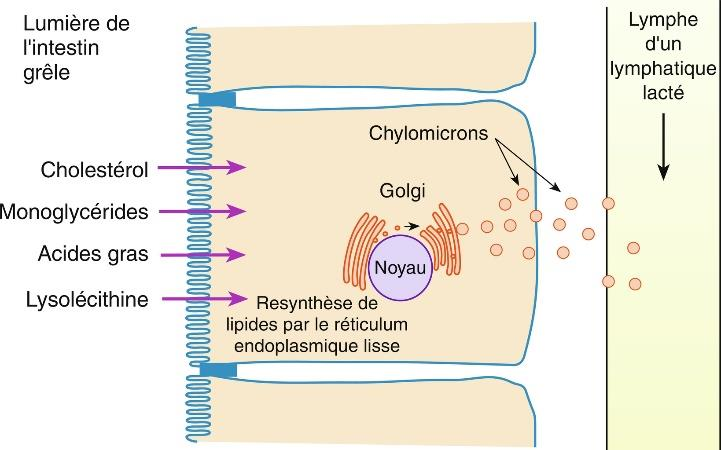 Lumière de
l'intestin
grêle
Lymphe
d'un
lymphatique
lacté
Chylomicrons
Cholestérol
Golgi
Monoglycérides
Acides gras
Noyau
Lysolécithine
Resynthèse de
lipides par le réticulum
endoplasmique lisse